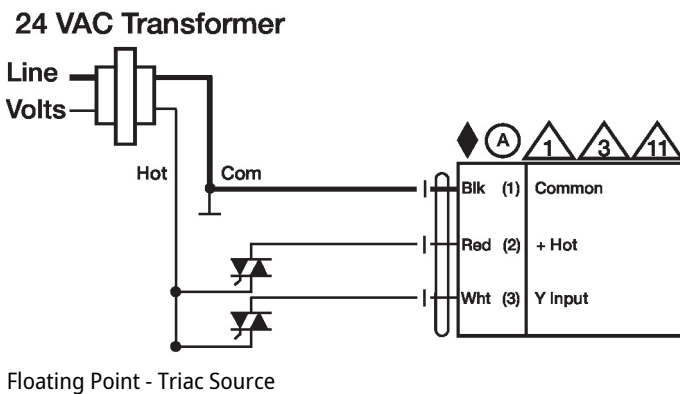 24 VAC Transformer
Line
Volts
Hot
Com
A 1 3 11
Blk (1) Common
Red (2) + Hot
Wht (3) Y Input
Floating Point - Triac Source